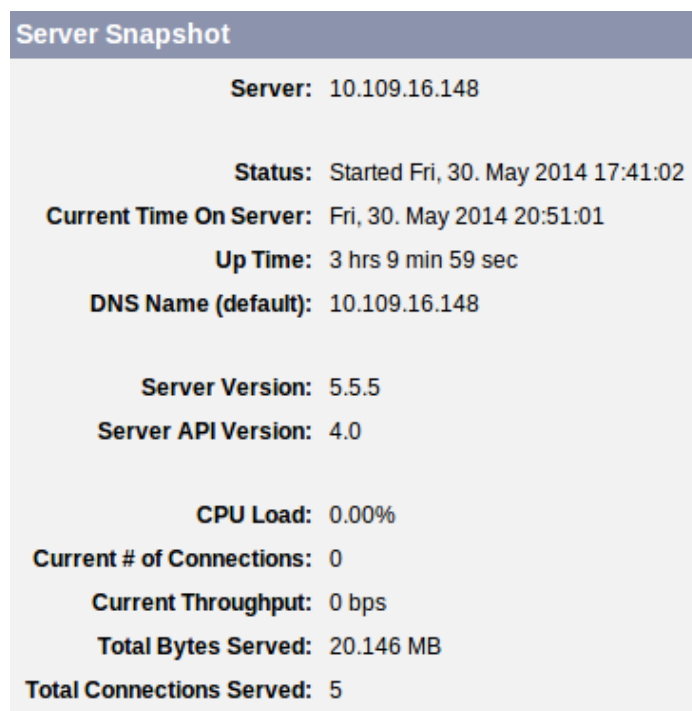 Server Snapshot
Server: 10.109.16.148
Status: Started Fri, 30. May 2014 17:41:02
Current Time On Server: Fri, 30. May 2014 20:51:01
Up Time: 3 hrs 9 min 59 sec
DNS Name (default): 10.109.16.148
Server Version: 5.5.5
Server API Version: 4.0
CPU Load: 0.00%
Current # of Connections: 0
Current Throughput: 0 bps
Total Bytes Served: 20.146 MB
Total Connections Served: 5